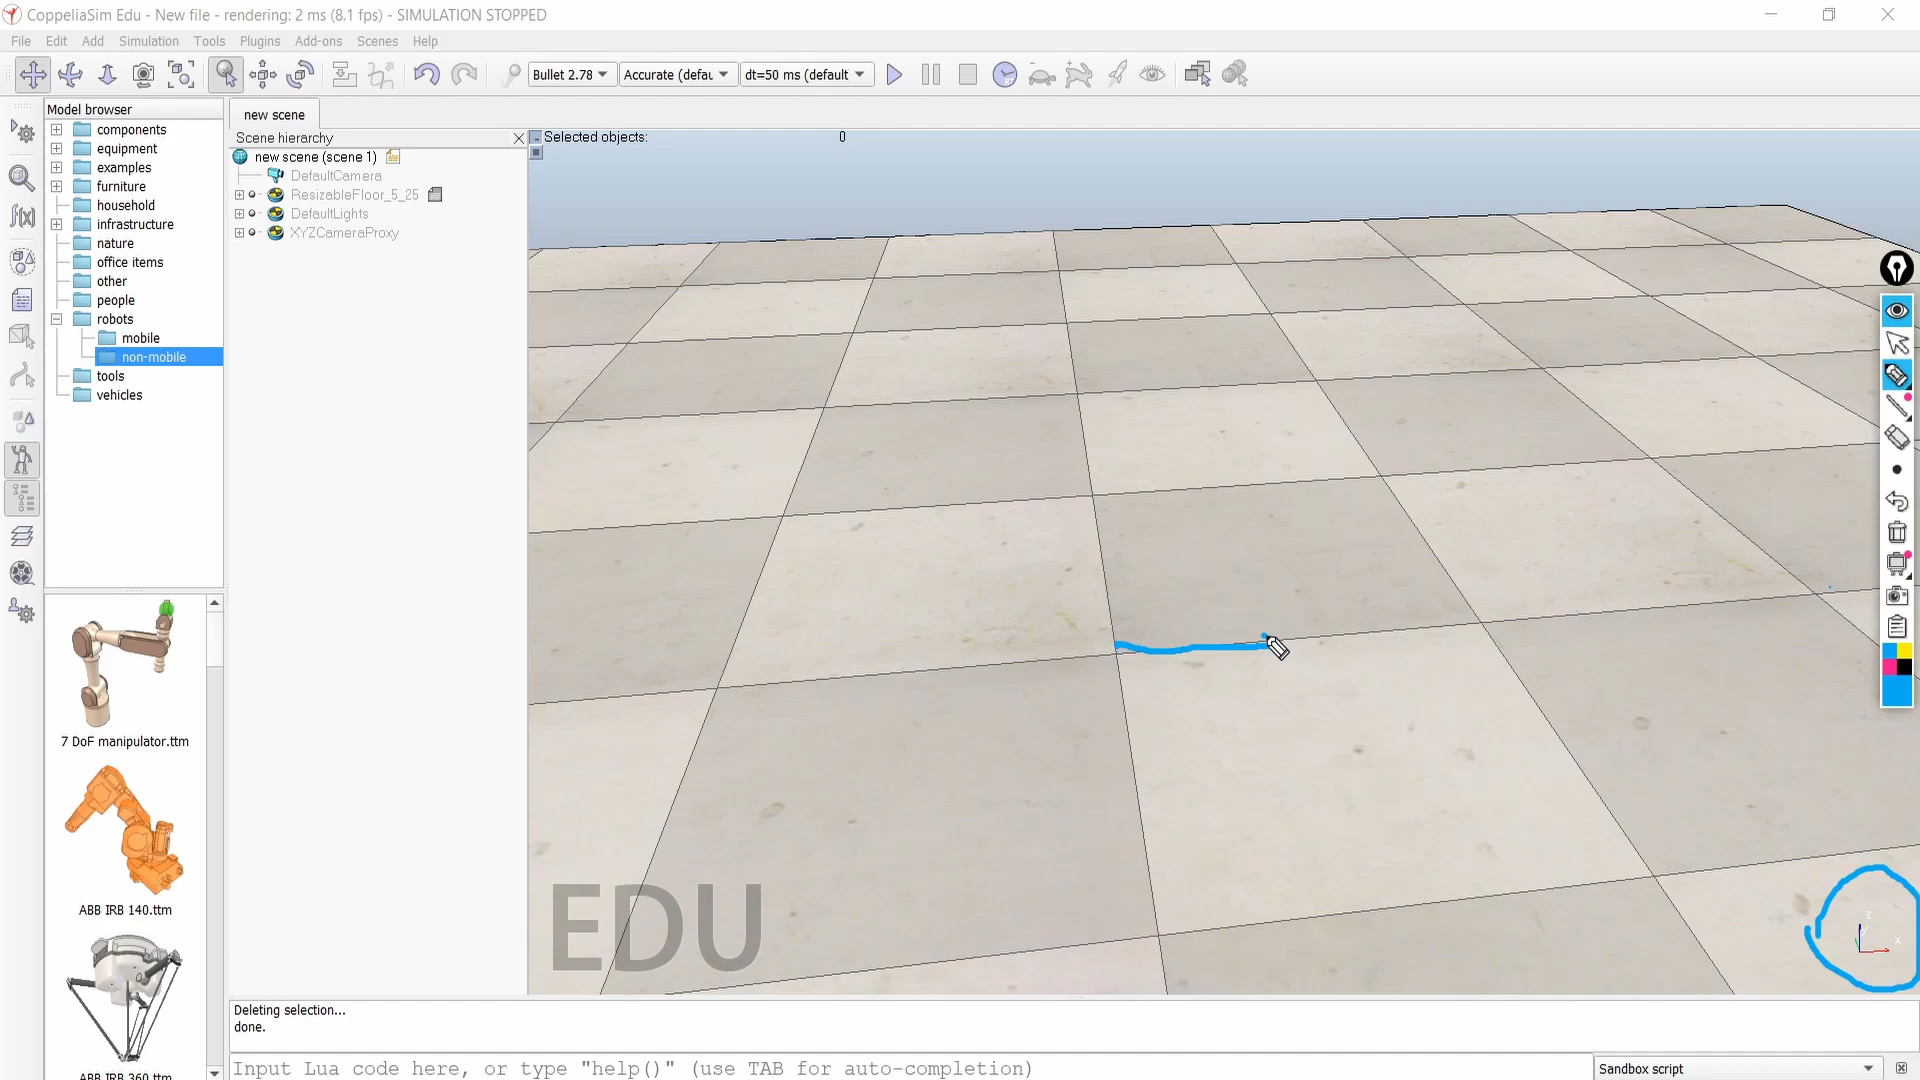 CoppeliaSim Edu - New file - rendering: 2 ms (8.1 fps) - SIMULATION STOPPED
File Edit Add Simulation Tools Plugins Add-ons Scenes Help
Bullet 2.78 Accurate (defau dt=50 ms (default
Model browser
components
equipment
examples
furniture
household
infrastructure
nature
office items
other
people
robots
mobile
non-mobile
tools
vehicles
7 DoF manipulator.ttm
ABB IRB 140.ttm
ABB IRB 360.ttm
new scene
Scene hierarchy
new scene (scene 1)
DefaultCamera
ResizableFloor_5_25
DefaultLights
XYZCameraProxy
Selected objects: 0
f(x)
EDU
z
y
x
Deleting selection...
done.
Input Lua code here, or type "help()" (use TAB for auto-completion)
Sandbox script